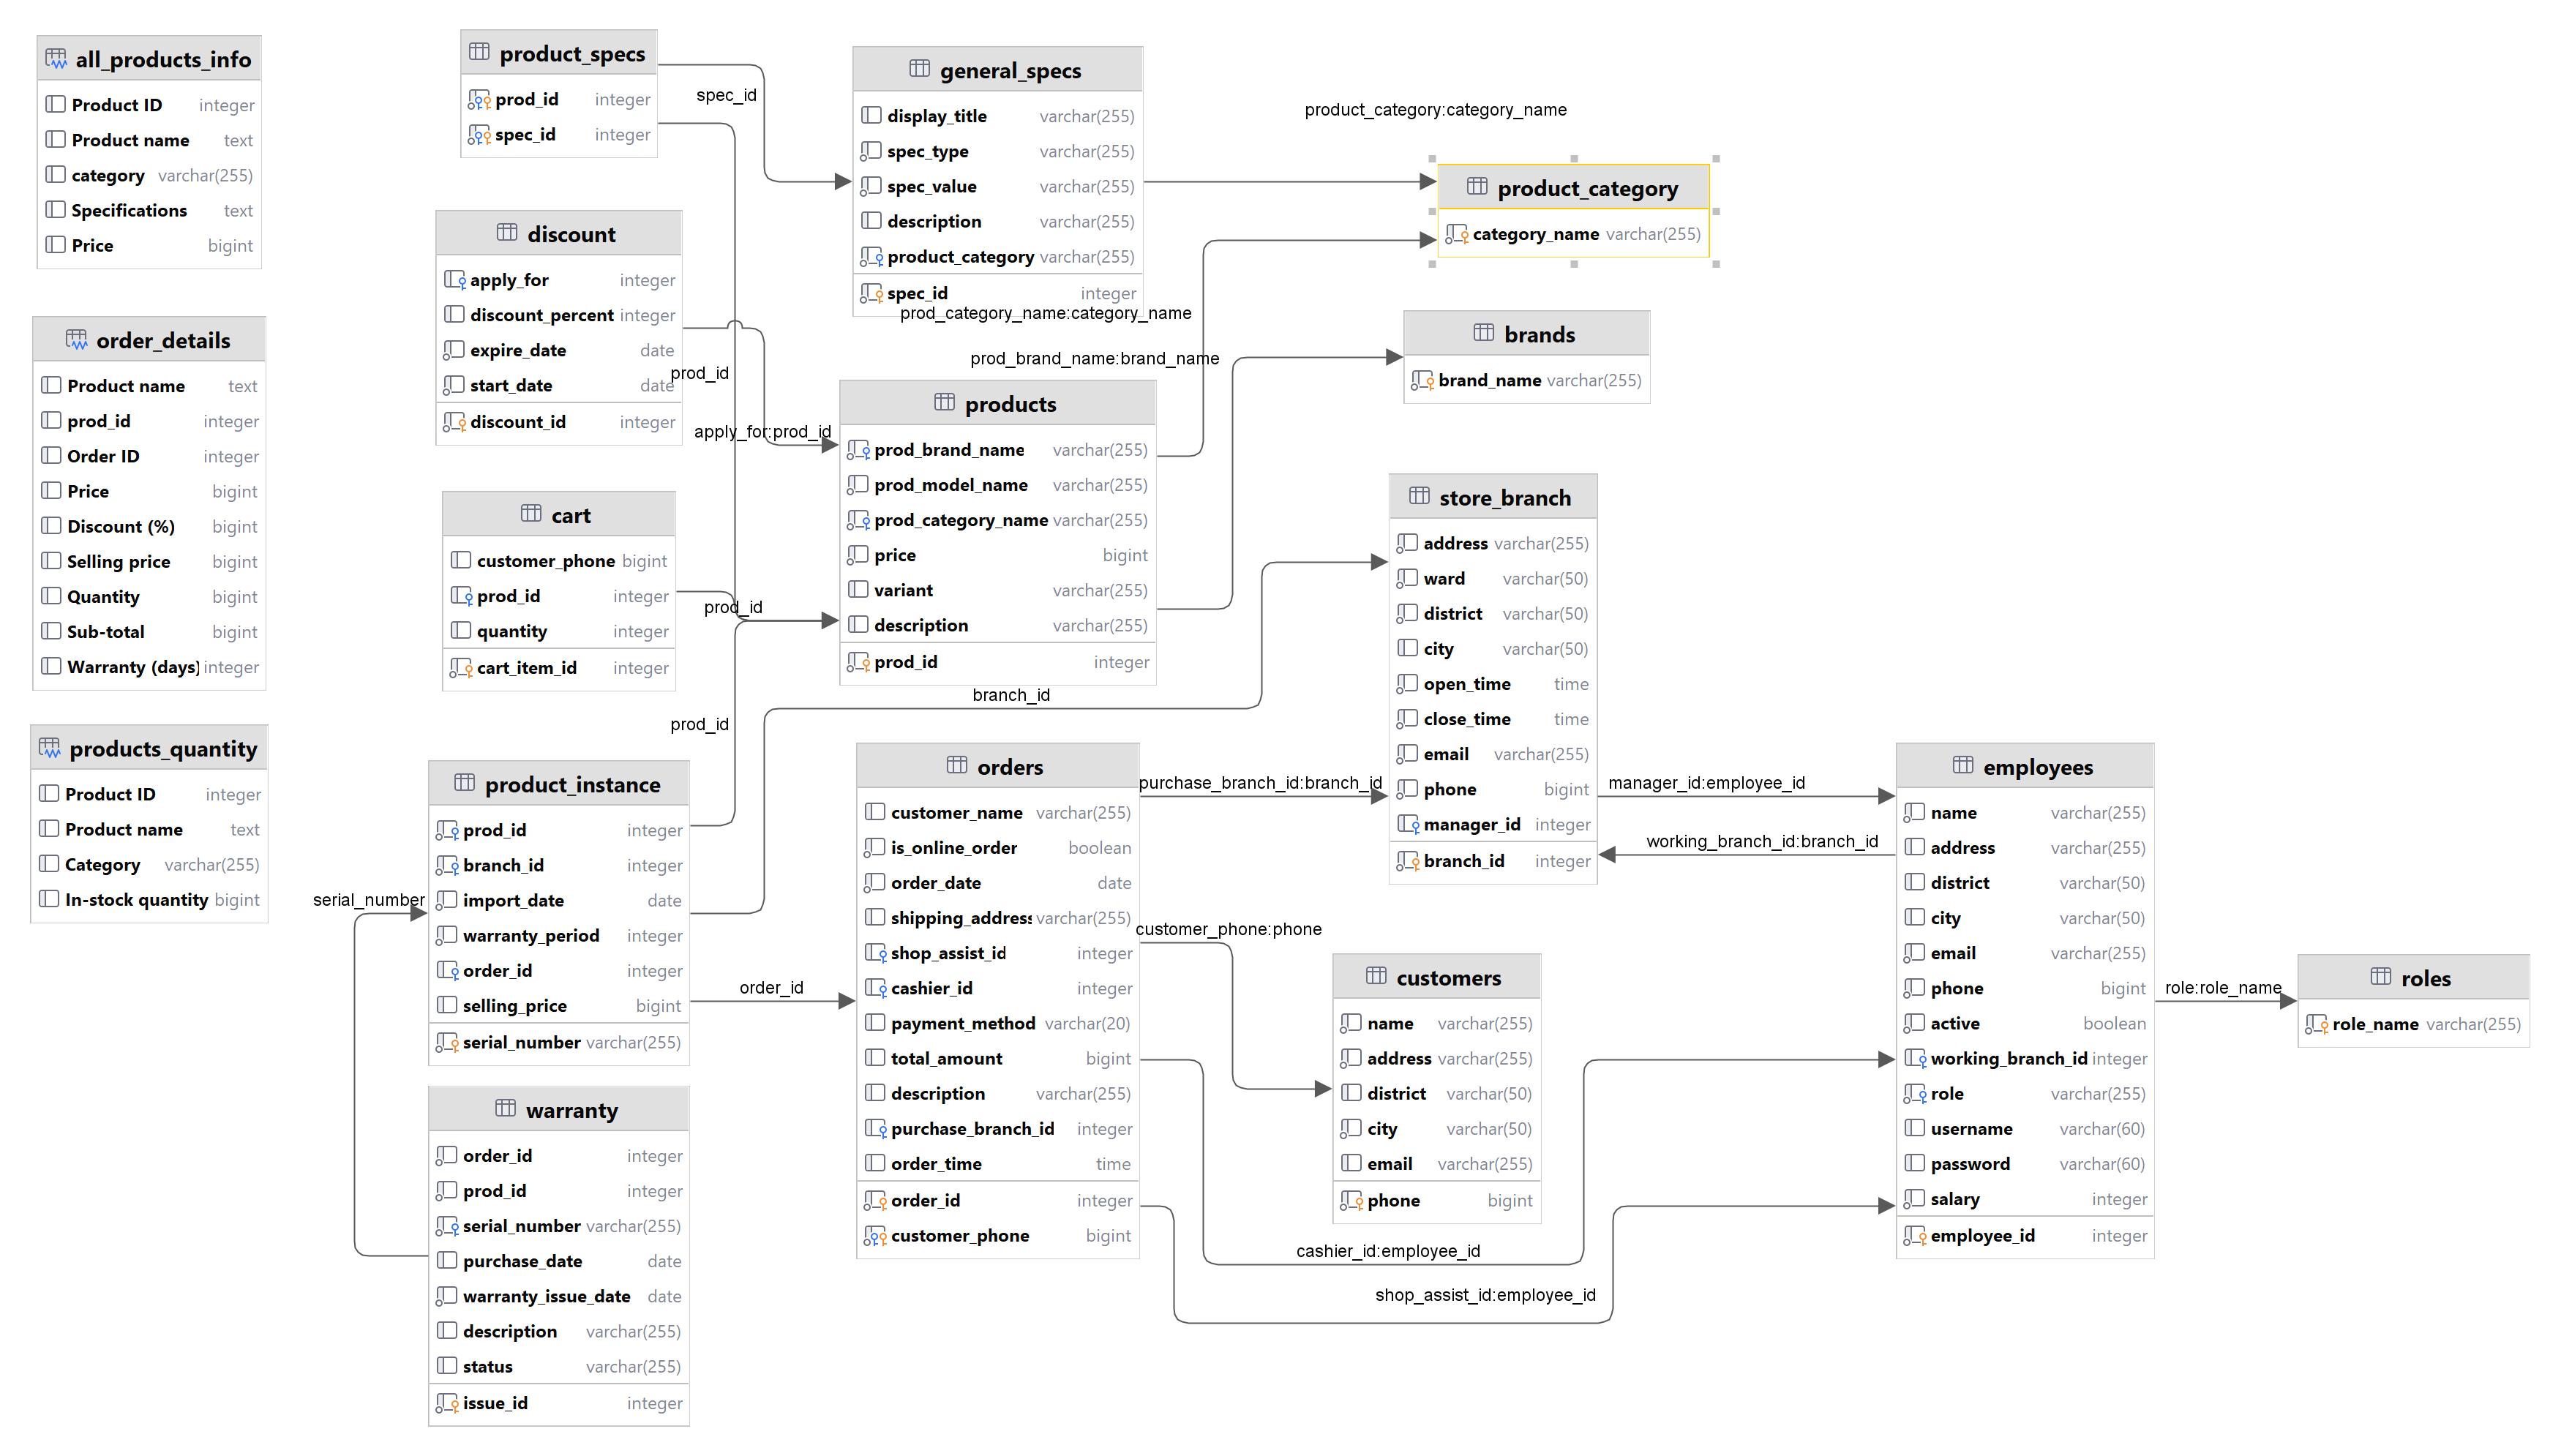 all_products_info
Product ID integer
Product name text
category varchar(255)
Specifications text
Price bigint
order_details
Product name text
prod_id integer
Order ID integer
Price bigint
Discount (%) bigint
Selling price bigint
Quantity bigint
Sub-total bigint
Warranty (days) integer
products_quantity
Product ID integer
Product name text
Category varchar(255)
In-stock quantity bigint
product_specs
prod_id integer
spec_id integer
discount
apply_for integer
discount_percent integer
expire_date date
start_date date
discount_id integer
cart
customer_phone bigint
prod_id integer
quantity integer
cart_item_id integer
product_instance
prod_id integer
branch_id integer
import_date date
warranty_period integer
order_id integer
selling_price bigint
serial_number varchar(255)
warranty
order_id integer
prod_id integer
serial_number varchar(255)
purchase_date date
warranty_issue_date date
description varchar(255)
status varchar(255)
issue_id integer
serial_number
spec_id
prod_id
apply_for:prod_id
prod_id
prod_id
branch_id
order_id
general_specs
display_title varchar(255)
spec_type varchar(255)
spec_value varchar(255)
description varchar(255)
product_category varchar(255)
spec_id integer
prod_category_name:category_name
prod_brand_name:brand_name
products
prod_brand_name varchar(255)
prod_model_name varchar(255)
prod_category_name varchar(255)
price bigint
variant varchar(255)
description varchar(255)
prod_id integer
orders
customer_name varchar(255)
is_online_order boolean
order_date date
shipping_address varchar(255)
shop_assist_id integer
cashier_id integer
payment_method varchar(20)
total_amount bigint
description varchar(255)
purchase_branch_id integer
order_time time
order_id integer
customer_phone bigint
product_category:category_name
product_category
category_name varchar(255)
brands
brand_name varchar(255)
store_branch
address varchar(255)
ward varchar(50)
district varchar(50)
city varchar(50)
open_time time
close_time time
email varchar(255)
phone bigint
manager_id integer
branch_id integer
purchase_branch_id:branch_id
manager_id:employee_id
working_branch_id:branch_id
customer_phone:phone
customers
name varchar(255)
address varchar(255)
district varchar(50)
city varchar(50)
email varchar(255)
phone bigint
cashier_id:employee_id
shop_assist_id:employee_id
employees
name varchar(255)
address varchar(255)
district varchar(50)
city varchar(50)
email varchar(255)
phone bigint
active boolean
working_branch_id integer
role varchar(255)
username varchar(60)
password varchar(60)
salary integer
employee_id integer
role:role_name
roles
role_name varchar(255)